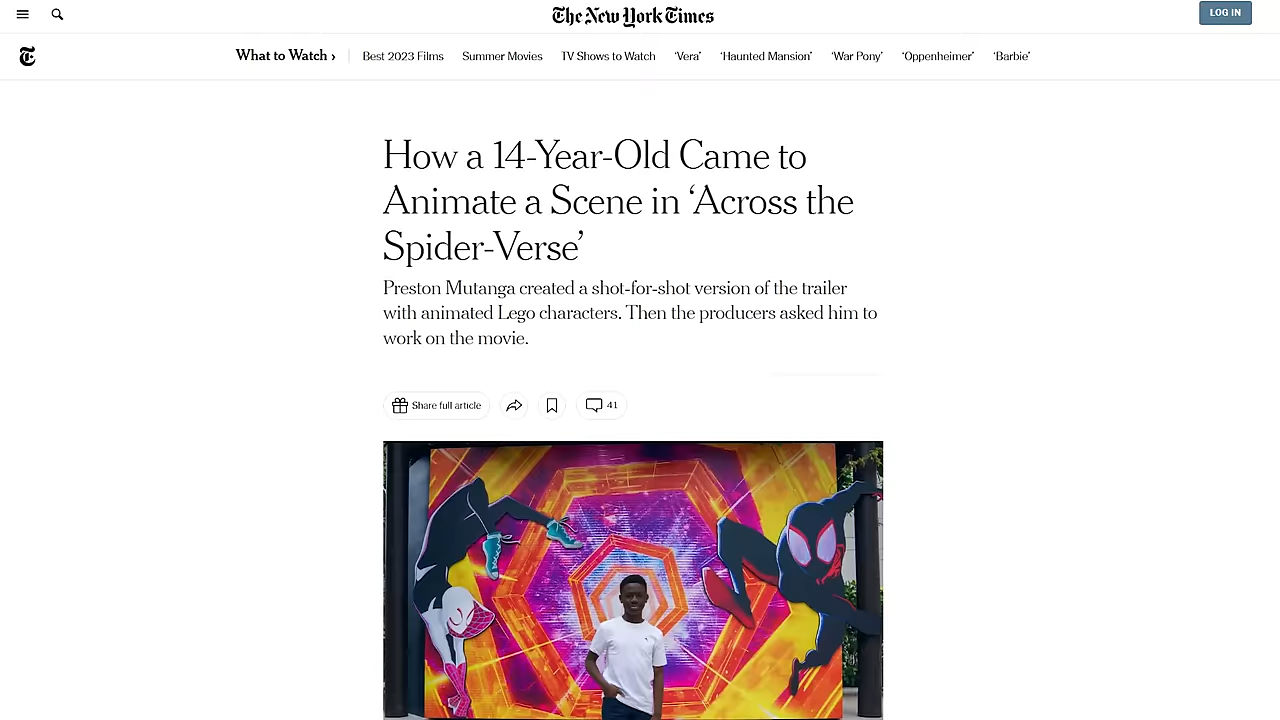 The New York Times
LOG IN
What to Watch › Best 2023 Films Summer Movies TV Shows to Watch ‘Vera’ ‘Haunted Mansion’ ‘War Pony’ ‘Oppenheimer’ ‘Barbie’
How a 14-Year-Old Came to
Animate a Scene in ‘Across the
Spider-Verse’
Preston Mutanga created a shot-for-shot version of the trailer
with animated Lego characters. Then the producers asked him to
work on the movie.
Share full article 41